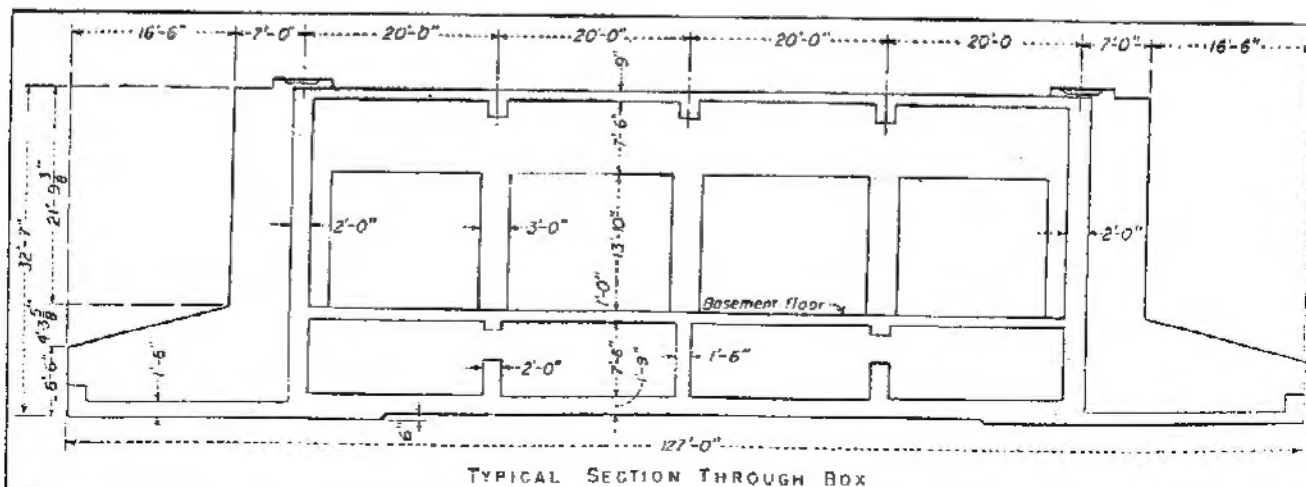 16'-6" 7'-0" 20'-0" 20'-0" 20'-0" 20'-0 7'-0" 16'-6"
9"
7'-6"
32'-7"
21'-9 3/8"
2'-0" 3'-0" 13'-10" 2'-0"
1'-0"
Basement floor
4'-3 5/8"
6'-6"
1'-6" 2'-0" 7'-6" 1'-9" 1'-6"
127'-0"
TYPICAL SECTION THROUGH BOX